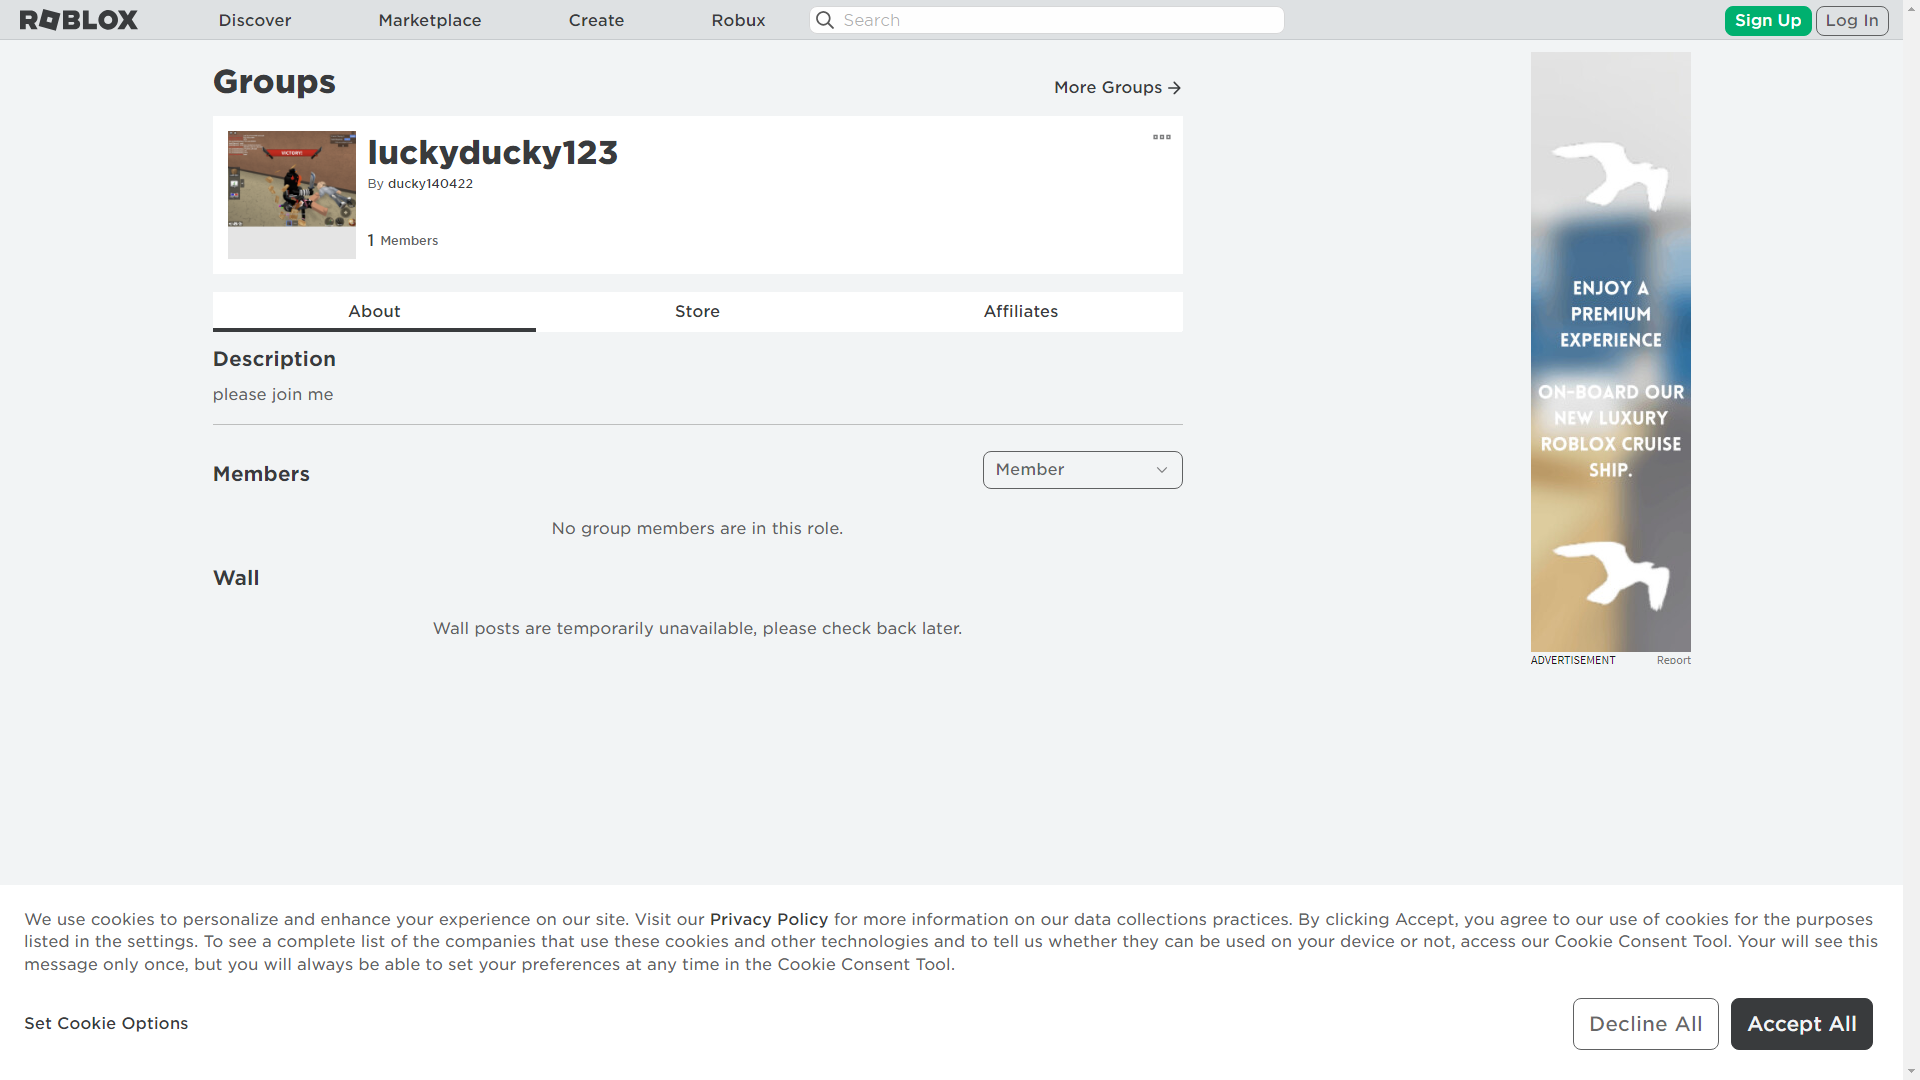 ROBLOX Discover Marketplace Create Robux Search Sign Up Log In
Groups
More Groups
VICTORY!
luckyducky123
By ducky140422
1 Members
About Store Affiliates
Description
please join me
Members
Member
No group members are in this role.
Wall
Wall posts are temporarily unavailable, please check back later.
ENJOY A
PREMIUM
EXPERIENCE
ON-BOARD OUR
NEW LUXURY
ROBLOX CRUISE
SHIP.
ADVERTISEMENT Report
We use cookies to personalize and enhance your experience on our site. Visit our Privacy Policy for more information on our data collections practices. By clicking Accept, you agree to our use of cookies for the purposes
listed in the settings. To see a complete list of the companies that use these cookies and other technologies and to tell us whether they can be used on your device or not, access our Cookie Consent Tool. Your will see this
message only once, but you will always be able to set your preferences at any time in the Cookie Consent Tool.
Set Cookie Options
Decline All Accept All